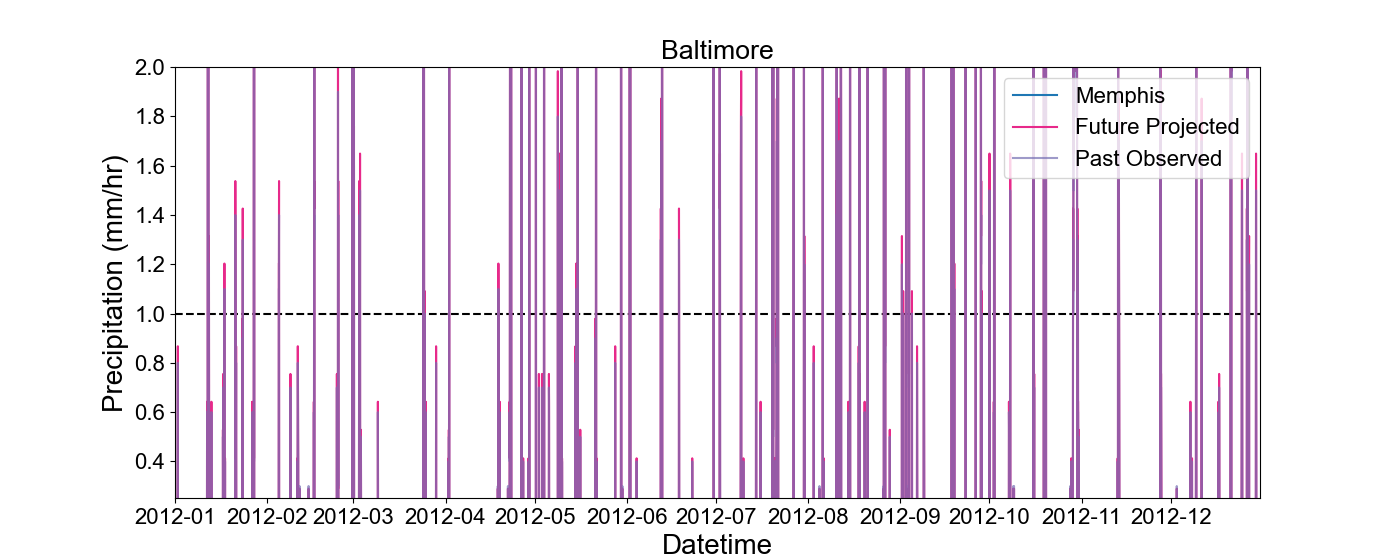 Baltimore
Precipitation (mm/hr)
2.0
1.8
1.6
1.4
1.2
1.0
0.8
0.6
0.4
Memphis
Future Projected
Past Observed
2012-01 2012-02 2012-03 2012-04 2012-05 2012-06 2012-07 2012-08 2012-09 2012-10 2012-11 2012-12
Datetime